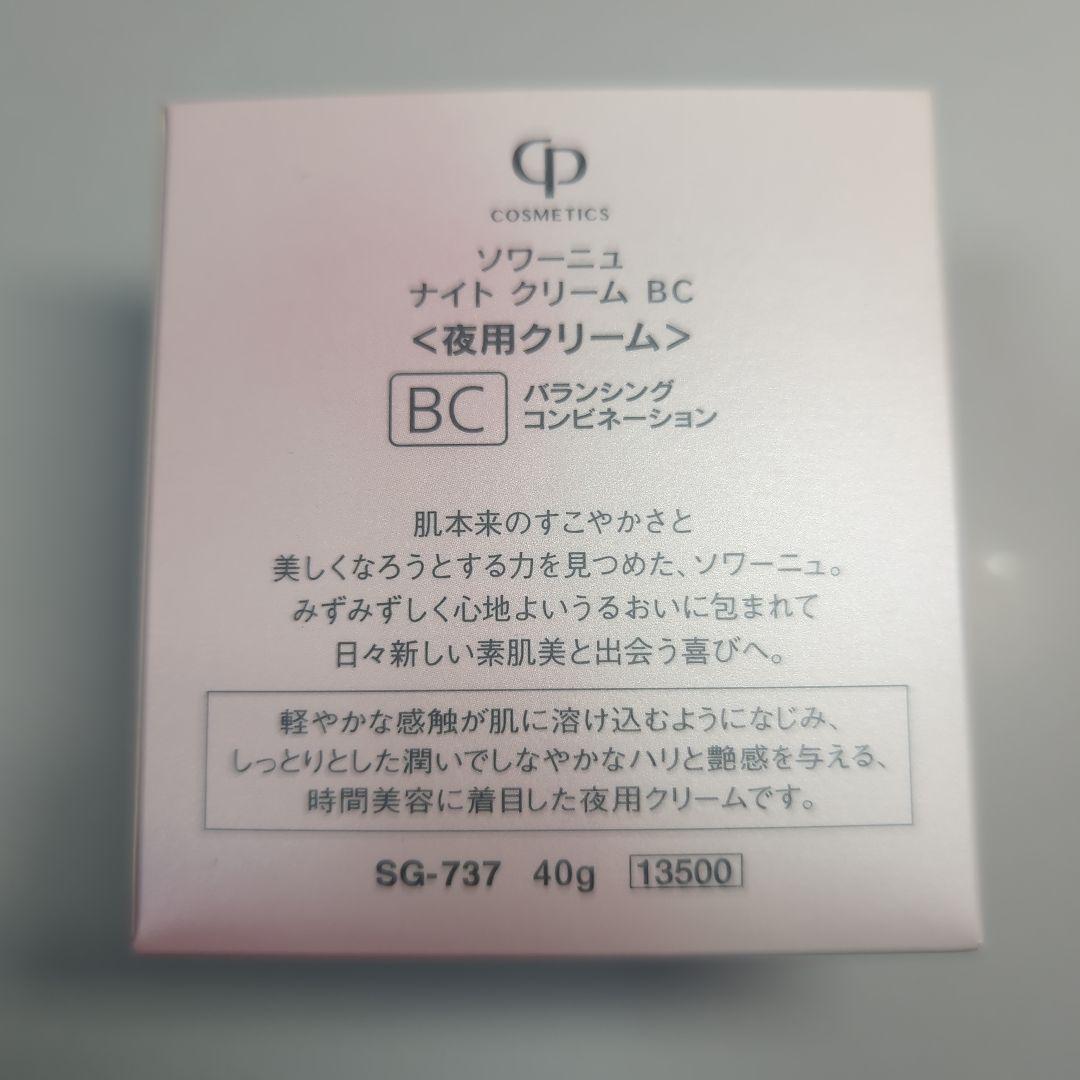 CP
COSMETICS
ソワーニュ
ナイト クリーム BC
<夜用クリーム>
BC バランシング
コンビネーション
肌本来のすこやかさと
美しくなろうとする力を見つめた、ソワーニュ。
みずみずしく心地よいうるおいに包まれて
日々新しい素肌美と出会う喜びへ。
軽やかな感触が肌に溶け込むようになじみ、
しっとりとした潤いでしなやかなハリと艶感を与える、
時間美容に着目した夜用クリームです。
SG-737 40g 13500